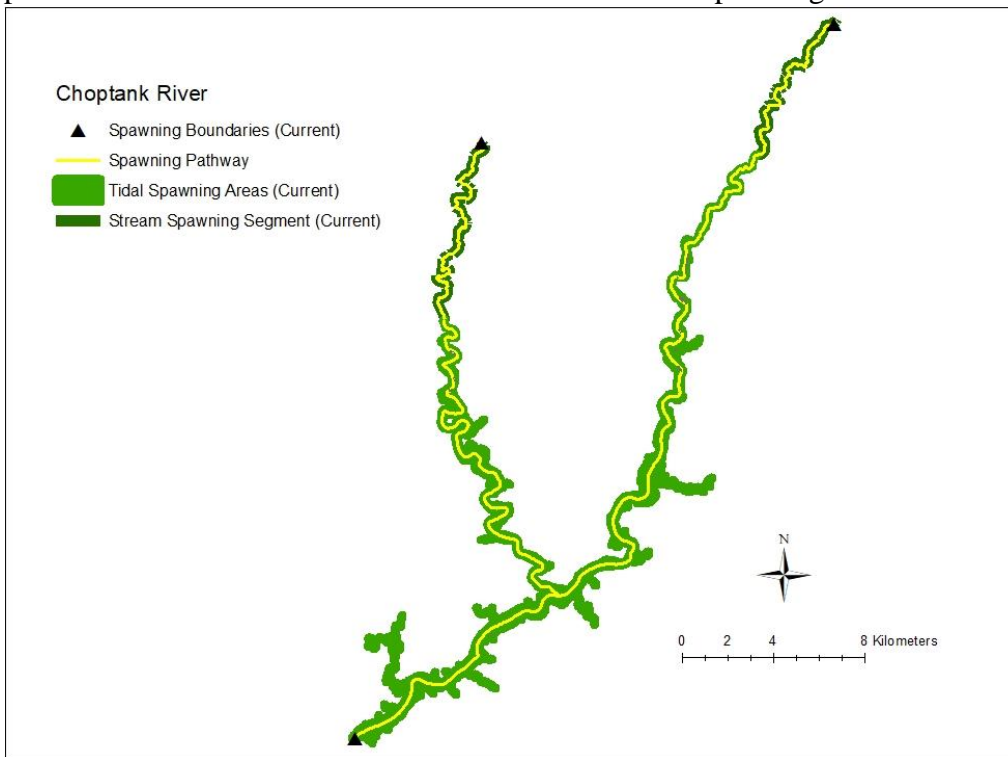 Choptank River
Spawning Boundaries (Current)
Spawning Pathway
Tidal Spawning Areas (Current)
Stream Spawning Segment (Current)
N
0 2 4 8 Kilometers